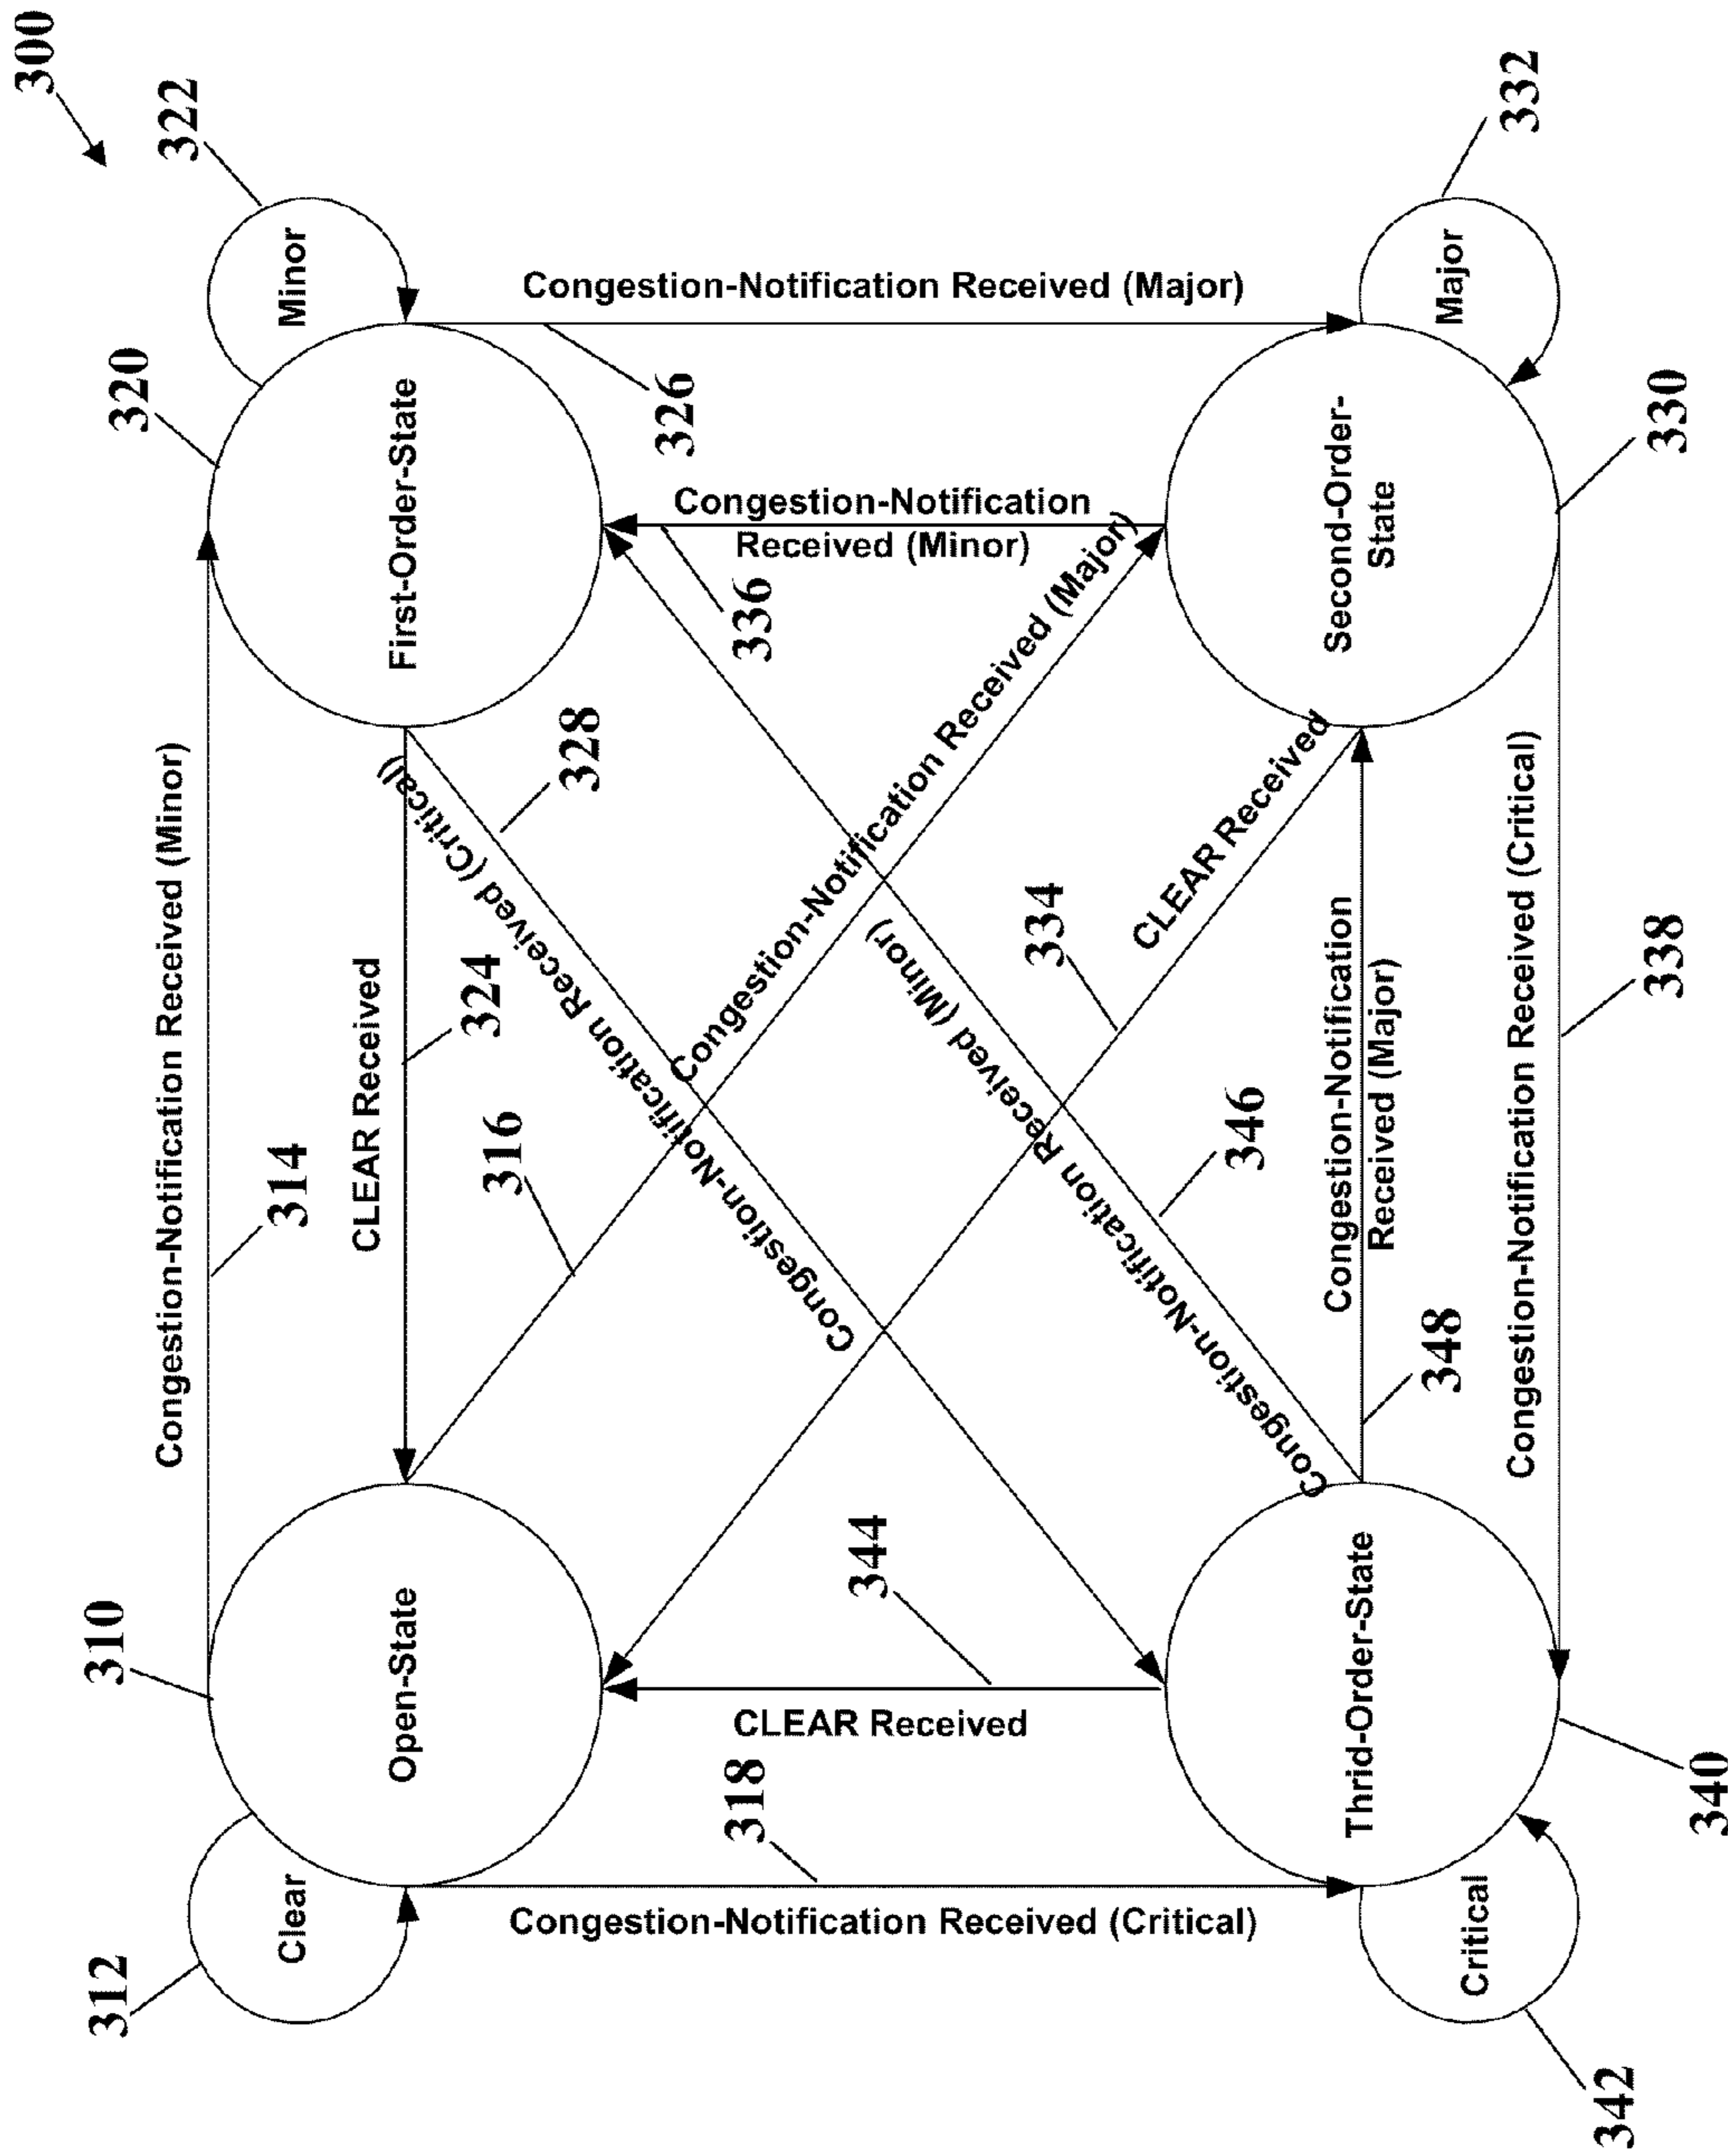 300
310
312
Clear
Open-State
314
Congestion-Notification Received (Minor)
320
322
Minor
First-Order-State
CLEAR Received
324
316
Congestion-Notification Received (Major)
328
Congestion-Notification Received (Critical)
318
Congestion-Notification Received (Critical)
344
CLEAR Received
326
Congestion-Notification Received (Major)
336
Congestion-Notification
Received (Minor)
334
CLEAR Received
346
Congestion-Notification Received (Minor)
348
Congestion-Notification
Received (Major)
342
Critical
Thrid-Order-State
340
338
Congestion-Notification Received (Critical)
Second-Order-
State
330
Major
332